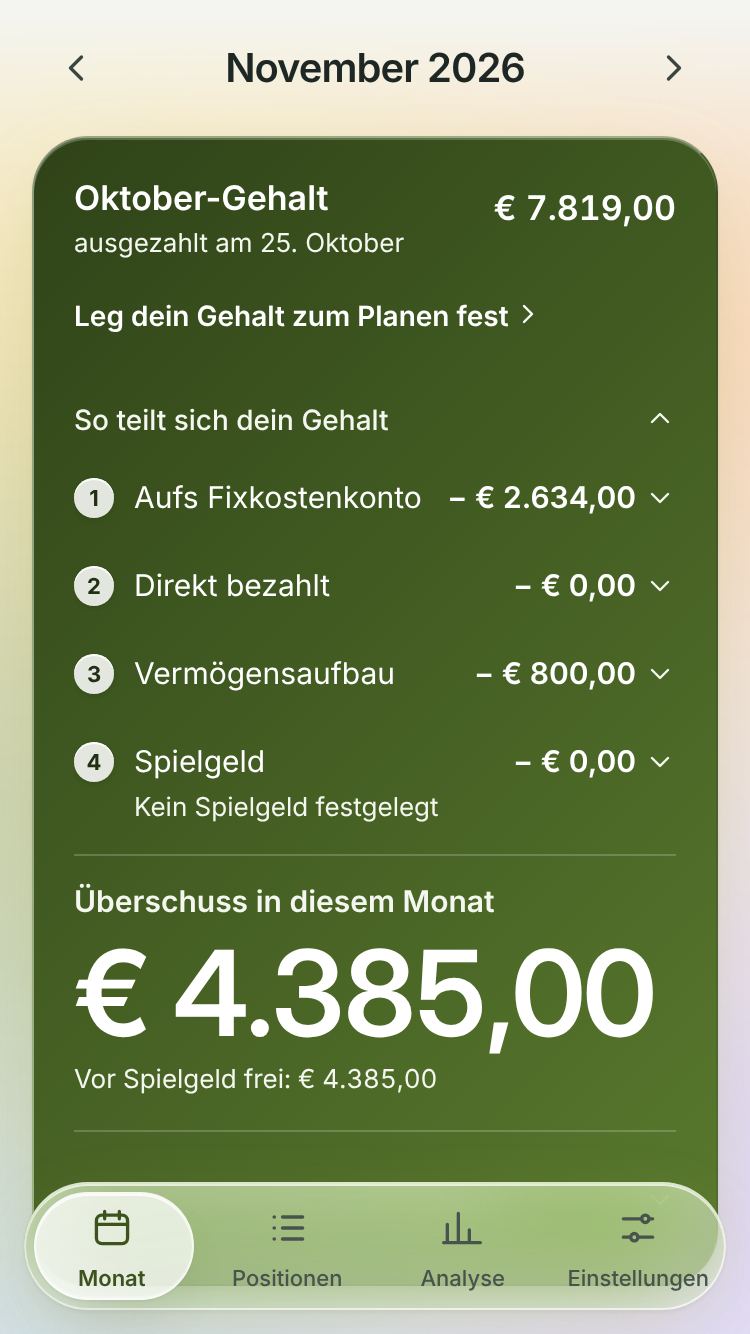 November 2026
Oktober-Gehalt
€ 7.819,00
ausgezahlt am 25. Oktober
Leg dein Gehalt zum Planen fest
So teilt sich dein Gehalt
1 Aufs Fixkostenkonto – € 2.634,00
2 Direkt bezahlt – € 0,00
3 Vermögensaufbau – € 800,00
4 Spielgeld – € 0,00
Kein Spielgeld festgelegt
Überschuss in diesem Monat
€ 4.385,00
Vor Spielgeld frei: € 4.385,00
Monat Positionen Analyse Einstellungen